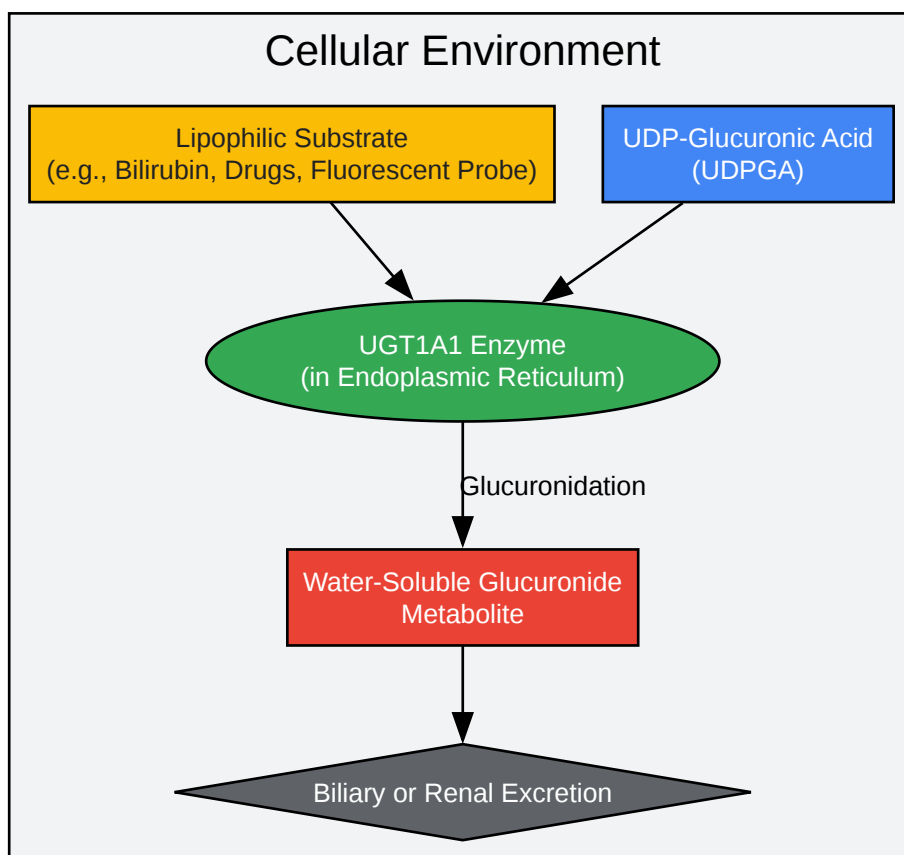 Cellular Environment
Lipophilic Substrate
(e.g., Bilirubin, Drugs, Fluorescent Probe)
UDP-Glucuronic Acid
(UDPGA)
UGT1A1 Enzyme
(in Endoplasmic Reticulum)
Glucuronidation
Water-Soluble Glucuronide
Metabolite
Biliary or Renal Excretion